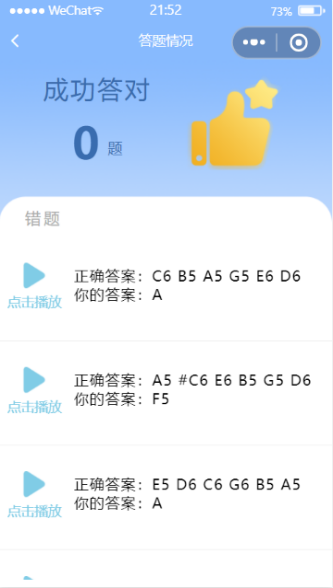 WeChat
21:52
73%
答题情况
成功答对
0 题
错题
正确答案：C6 B5 A5 G5 E6 D6
你的答案：A
点击播放
正确答案：A5 #C6 E6 B5 G5 D6
你的答案：F5
点击播放
正确答案：E5 D6 C6 G6 B5 A5
你的答案：A
点击播放